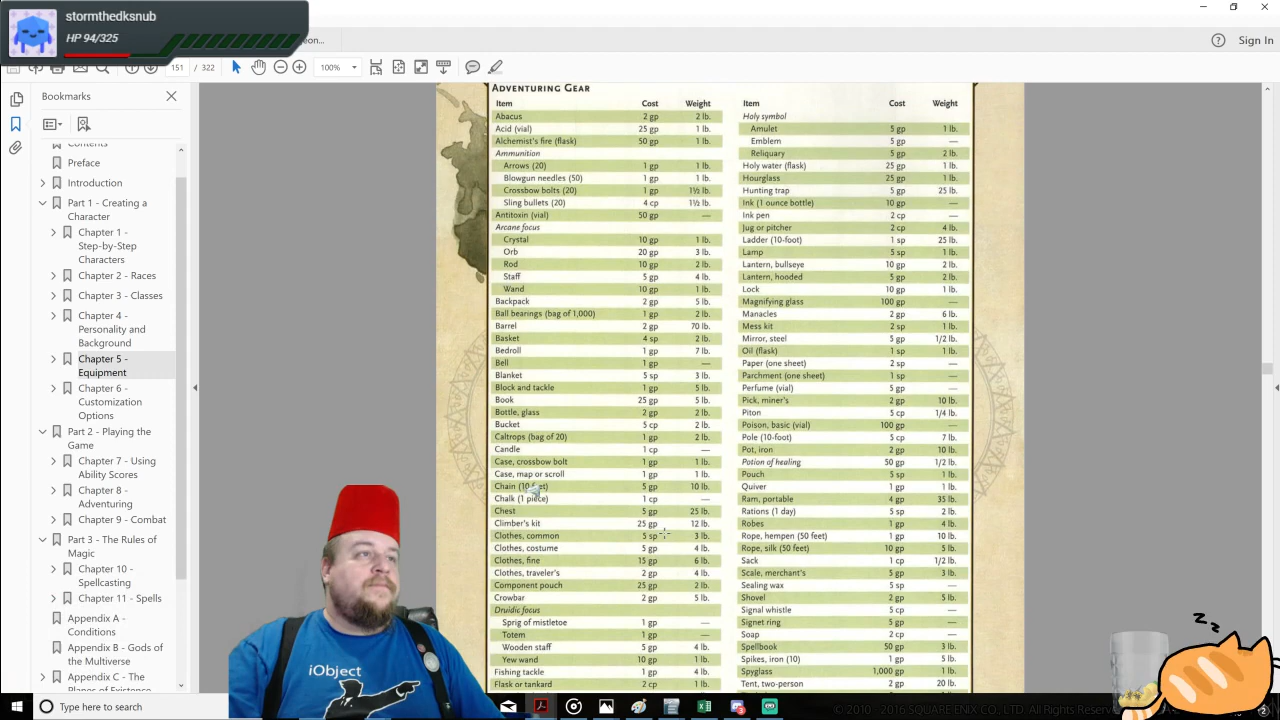 stormthedksnub
HP 94/325
Sign In
151 / 322
100%
Bookmarks
Contents
Preface
Introduction
Part 1 - Creating a
Character
Chapter 1 -
Step-by-Step
Characters
Chapter 2 - Races
Chapter 3 - Classes
Chapter 4 -
Personality and
Background
Chapter 5 -
Equipment
Chapter 6 -
Customization
Options
Part 2 - Playing the
Game
Chapter 7 - Using
Ability Scores
Chapter 8 -
Adventuring
Chapter 9 - Combat
Part 3 - The Rules of
Magic
Chapter 10 -
Spellcasting
Chapter 11 - Spells
Appendix A -
Conditions
Appendix B - Gods of
the Multiverse
Appendix C - The
Planes of Existence
ADVENTURING GEAR
Item Cost Weight
Abacus 2 gp 2 lb.
Acid (vial) 25 gp 1 lb.
Alchemist's fire (flask) 50 gp 1 lb.
Ammunition
Arrows (20) 1 gp 1 lb.
Blowgun needles (50) 1 gp 1 lb.
Crossbow bolts (20) 1 gp 1½ lb.
Sling bullets (20) 4 cp 1½ lb.
Antitoxin (vial) 50 gp —
Arcane focus
Crystal 10 gp 1 lb.
Orb 20 gp 3 lb.
Rod 10 gp 2 lb.
Staff 5 gp 4 lb.
Wand 10 gp 1 lb.
Backpack 2 gp 5 lb.
Ball bearings (bag of 1,000) 1 gp 2 lb.
Barrel 2 gp 70 lb.
Basket 4 sp 2 lb.
Bedroll 1 gp 7 lb.
Bell 1 gp —
Blanket 5 sp 3 lb.
Block and tackle 1 gp 5 lb.
Book 25 gp 5 lb.
Bottle, glass 2 gp 2 lb.
Bucket 5 cp 2 lb.
Caltrops (bag of 20) 1 gp 2 lb.
Candle 1 cp —
Case, crossbow bolt 1 gp 1 lb.
Case, map or scroll 1 gp 1 lb.
Chain (10 feet) 5 gp 10 lb.
Chalk (1 piece) 1 cp —
Chest 5 gp 25 lb.
Climber's kit 25 gp 12 lb.
Clothes, common 5 sp 3 lb.
Clothes, costume 5 gp 4 lb.
Clothes, fine 15 gp 6 lb.
Clothes, traveler's 2 gp 4 lb.
Component pouch 25 gp 2 lb.
Crowbar 2 gp 5 lb.
Druidic focus
Sprig of mistletoe 1 gp —
Totem 1 gp —
Wooden staff 5 gp 4 lb.
Yew wand 10 gp 1 lb.
Fishing tackle 1 gp 4 lb.
Flask or tankard 2 cp 1 lb.
Item Cost Weight
Holy symbol
Amulet 5 gp 1 lb.
Emblem 5 gp —
Reliquary 5 gp 2 lb.
Holy water (flask) 25 gp 1 lb.
Hourglass 25 gp 1 lb.
Hunting trap 5 gp 25 lb.
Ink (1 ounce bottle) 10 gp —
Ink pen 2 cp —
Jug or pitcher 2 cp 4 lb.
Ladder (10-foot) 1 sp 25 lb.
Lamp 5 sp 1 lb.
Lantern, bullseye 10 gp 2 lb.
Lantern, hooded 5 gp 2 lb.
Lock 10 gp 1 lb.
Magnifying glass 100 gp —
Manacles 2 gp 6 lb.
Mess kit 2 sp 1 lb.
Mirror, steel 5 gp 1/2 lb.
Oil (flask) 1 sp 1 lb.
Paper (one sheet) 2 sp —
Parchment (one sheet) 1 sp —
Perfume (vial) 5 gp —
Pick, miner's 2 gp 10 lb.
Piton 5 cp 1/4 lb.
Poison, basic (vial) 100 gp —
Pole (10-foot) 5 cp 7 lb.
Pot, iron 2 gp 10 lb.
Potion of healing 50 gp 1/2 lb.
Pouch 5 sp 1 lb.
Quiver 1 gp 1 lb.
Ram, portable 4 gp 35 lb.
Rations (1 day) 5 sp 2 lb.
Robes 1 gp 4 lb.
Rope, hempen (50 feet) 1 gp 10 lb.
Rope, silk (50 feet) 10 gp 5 lb.
Sack 1 cp 1/2 lb.
Scale, merchant's 5 gp 3 lb.
Sealing wax 5 sp —
Shovel 2 gp 5 lb.
Signal whistle 5 cp —
Signet ring 5 gp —
Soap 2 cp —
Spellbook 50 gp 3 lb.
Spikes, iron (10) 1 gp 5 lb.
Spyglass 1,000 gp 1 lb.
Tent, two-person 2 gp 20 lb.
iObject
z z z
Type here to search
© 2010 - 2016 SQUARE ENIX CO., LTD. All Rights Reserved